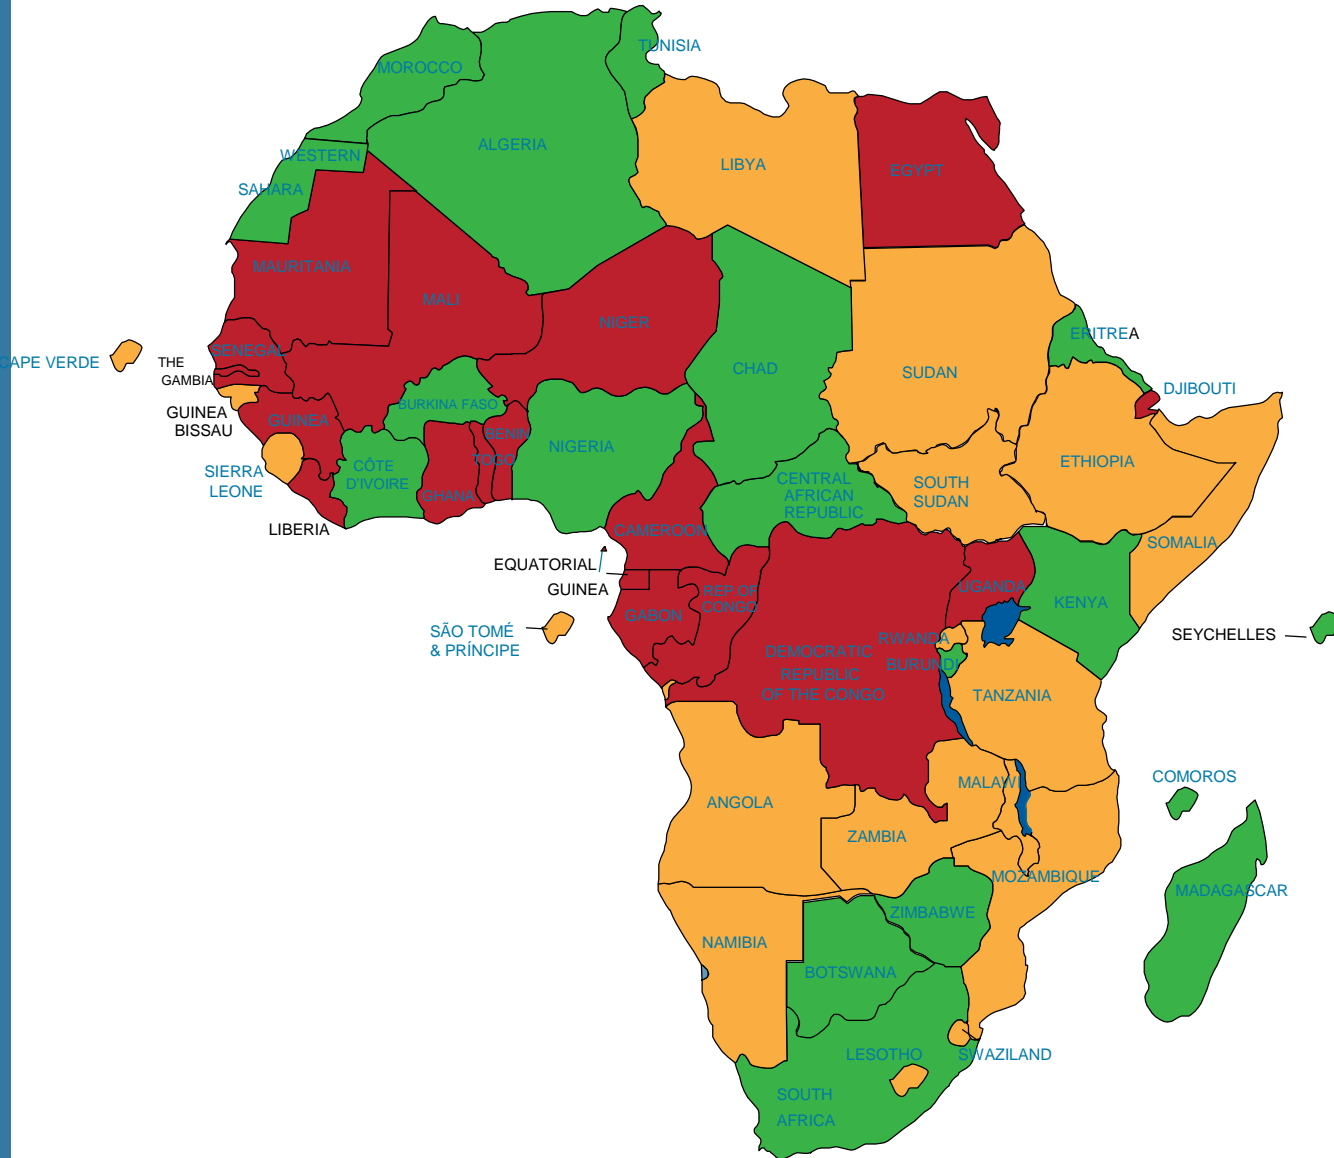 TUNISIA
MOROCCO
ALGERIA
WESTERN
SAHARA
LIBYA
EGYPT
MAURITANIA
MALI
NIGER
ERITREA
CAPE VERDE
THE
GAMBIA
SENEGAL
CHAD
SUDAN
DJIBOUTI
GUINEA
BISSAU
GUINEA
BURKINA FASO
BENIN
TOGO
NIGERIA
ETHIOPIA
SIERRA
LEONE
CÔTE
D'IVOIRE
GHANA
CENTRAL
AFRICAN
REPUBLIC
SOUTH
SUDAN
LIBERIA
CAMEROON
SOMALIA
EQUATORIAL
GUINEA
GABON
REP OF
CONGO
UGANDA
KENYA
SÃO TOMÉ
& PRÍNCIPE
RWANDA
BURUNDI
DEMOCRATIC
REPUBLIC
OF THE CONGO
SEYCHELLES
TANZANIA
COMOROS
MALAWI
ANGOLA
ZAMBIA
MOZAMBIQUE
MADAGASCAR
NAMIBIA
ZIMBABWE
BOTSWANA
LESOTHO
SWAZILAND
SOUTH
AFRICA